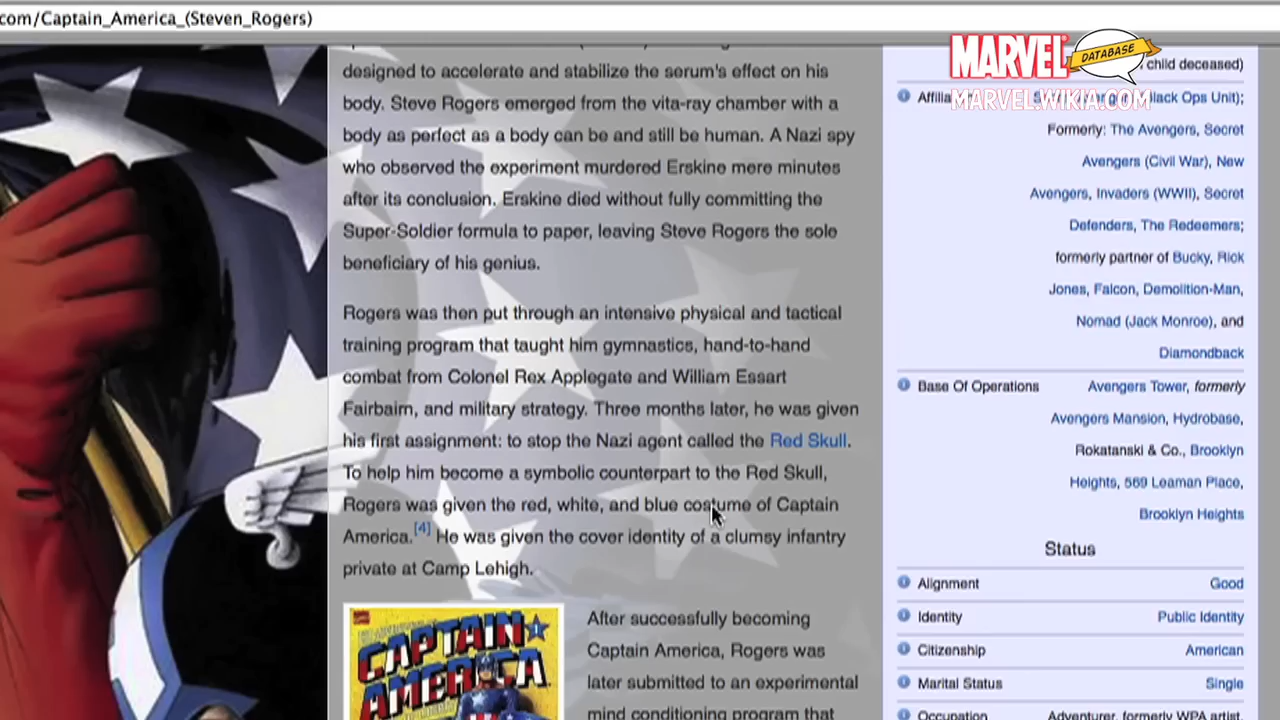 com/Captain_America_(Steven_Rogers)
MARVEL DATABASE
MARVEL.WIKIA.COM
designed to accelerate and stabilize the serum's effect on his
body. Steve Rogers emerged from the vita-ray chamber with a
body as perfect as a body can be and still be human. A Nazi spy
who observed the experiment murdered Erskine mere minutes
after its conclusion. Erskine died without fully committing the
Super-Soldier formula to paper, leaving Steve Rogers the sole
beneficiary of his genius.
Rogers was then put through an intensive physical and tactical
training program that taught him gymnastics, hand-to-hand
combat from Colonel Rex Applegate and William Essart
Fairbairn, and military strategy. Three months later, he was given
his first assignment: to stop the Nazi agent called the Red Skull.
To help him become a symbolic counterpart to the Red Skull,
Rogers was given the red, white, and blue costume of Captain
America.[4] He was given the cover identity of a clumsy infantry
private at Camp Lehigh.
CAPTAIN
AMERICA
After successfully becoming
Captain America, Rogers was
later submitted to an experimental
mind conditioning program that
child deceased)
Black Ops Unit);
Formerly: The Avengers, Secret
Avengers (Civil War), New
Avengers, Invaders (WWII), Secret
Defenders, The Redeemers;
formerly partner of Bucky, Rick
Jones, Falcon, Demolition-Man,
Nomad (Jack Monroe), and
Diamondback
Base Of Operations Avengers Tower, formerly
Avengers Mansion, Hydrobase,
Rokatanski & Co., Brooklyn
Heights, 569 Leaman Place,
Brooklyn Heights
Status
Alignment Good
Identity Public Identity
Citizenship American
Marital Status Single
Occupation Adventurer, formerly WPA artist,